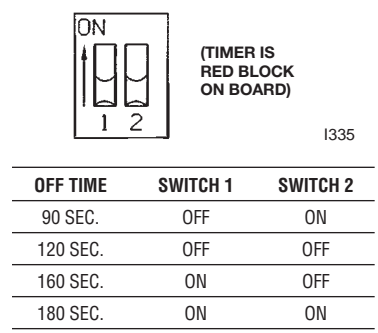 ON
1 2
(TIMER IS
RED BLOCK
ON BOARD)
I335
OFF TIME SWITCH 1 SWITCH 2
90 SEC. OFF ON
120 SEC. OFF OFF
160 SEC. ON OFF
180 SEC. ON ON